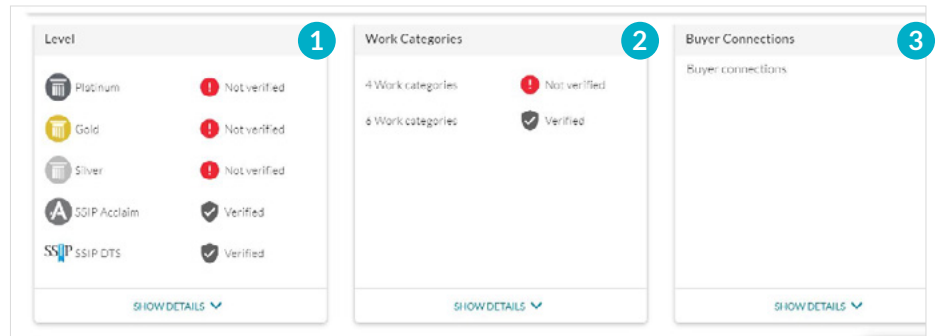 Level 1
Platinum Not verified
Gold Not verified
Silver Not verified
SSIP Acclaim Verified
SSIP SSIP DTS Verified
SHOW DETAILS
Work Categories 2
4 Work categories Not verified
6 Work categories Verified
SHOW DETAILS
Buyer Connections 3
Buyer connections
SHOW DETAILS